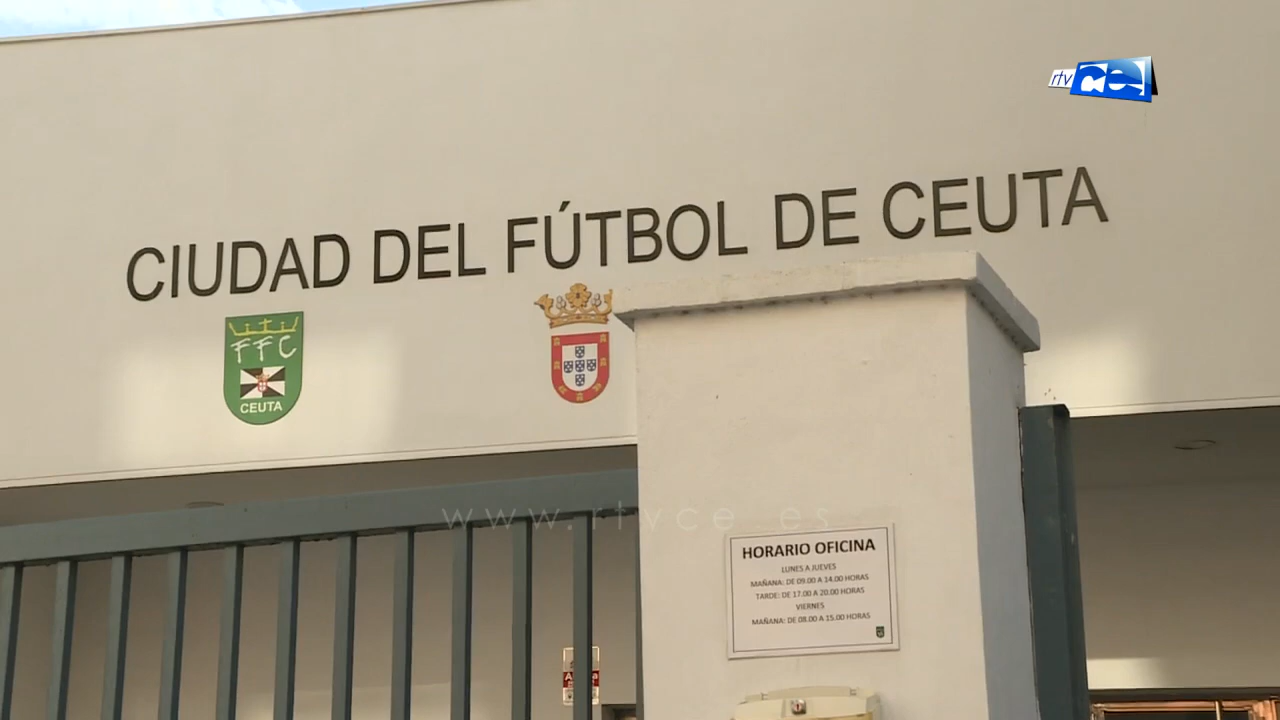 rtv ce
CIUDAD DEL FÚTBOL DE CEUTA
FFC
CEUTA
www.rtvce.es
HORARIO OFICINA
LUNES A JUEVES
MAÑANA: DE 09.00 A 14.00 HORAS
TARDE: DE 17.00 A 20.00 HORAS
VIERNES
MAÑANA: DE 08.00 A 15.00 HORAS